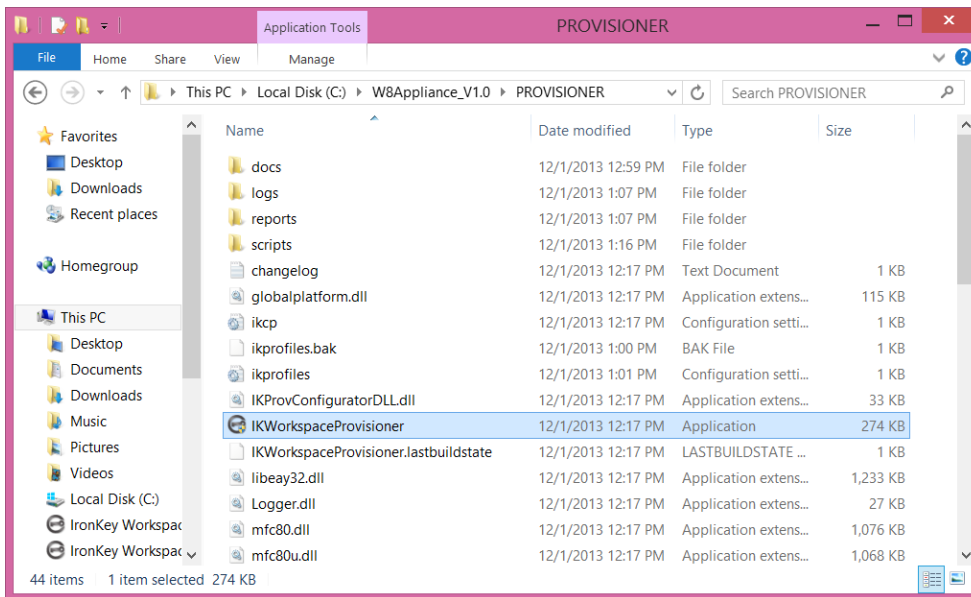 Application Tools PROVISIONER
File Home Share View Manage
This PC Local Disk (C:) W8Appliance_V1.0 PROVISIONER Search PROVISIONER
Favorites
Desktop
Downloads
Recent places
Homegroup
This PC
Desktop
Documents
Downloads
Music
Pictures
Videos
Local Disk (C:)
IronKey Workspac
IronKey Workspac
Name Date modified Type Size
docs 12/1/2013 12:59 PM File folder
logs 12/1/2013 1:07 PM File folder
reports 12/1/2013 1:07 PM File folder
scripts 12/1/2013 1:16 PM File folder
changelog 12/1/2013 12:17 PM Text Document 1 KB
globalplatform.dll 12/1/2013 12:17 PM Application extens... 115 KB
ikcp 12/1/2013 12:17 PM Configuration setti... 1 KB
ikprofiles.bak 12/1/2013 1:00 PM BAK File 1 KB
ikprofiles 12/1/2013 1:01 PM Configuration setti... 1 KB
IKProvConfiguratorDLL.dll 12/1/2013 12:17 PM Application extens... 33 KB
IKWorkspaceProvisioner 12/1/2013 12:17 PM Application 274 KB
IKWorkspaceProvisioner.lastbuildstate 12/1/2013 12:17 PM LASTBUILDSTATE ... 1 KB
libeay32.dll 12/1/2013 12:17 PM Application extens... 1,233 KB
Logger.dll 12/1/2013 12:17 PM Application extens... 27 KB
mfc80.dll 12/1/2013 12:17 PM Application extens... 1,076 KB
mfc80u.dll 12/1/2013 12:17 PM Application extens... 1,068 KB
44 items 1 item selected 274 KB